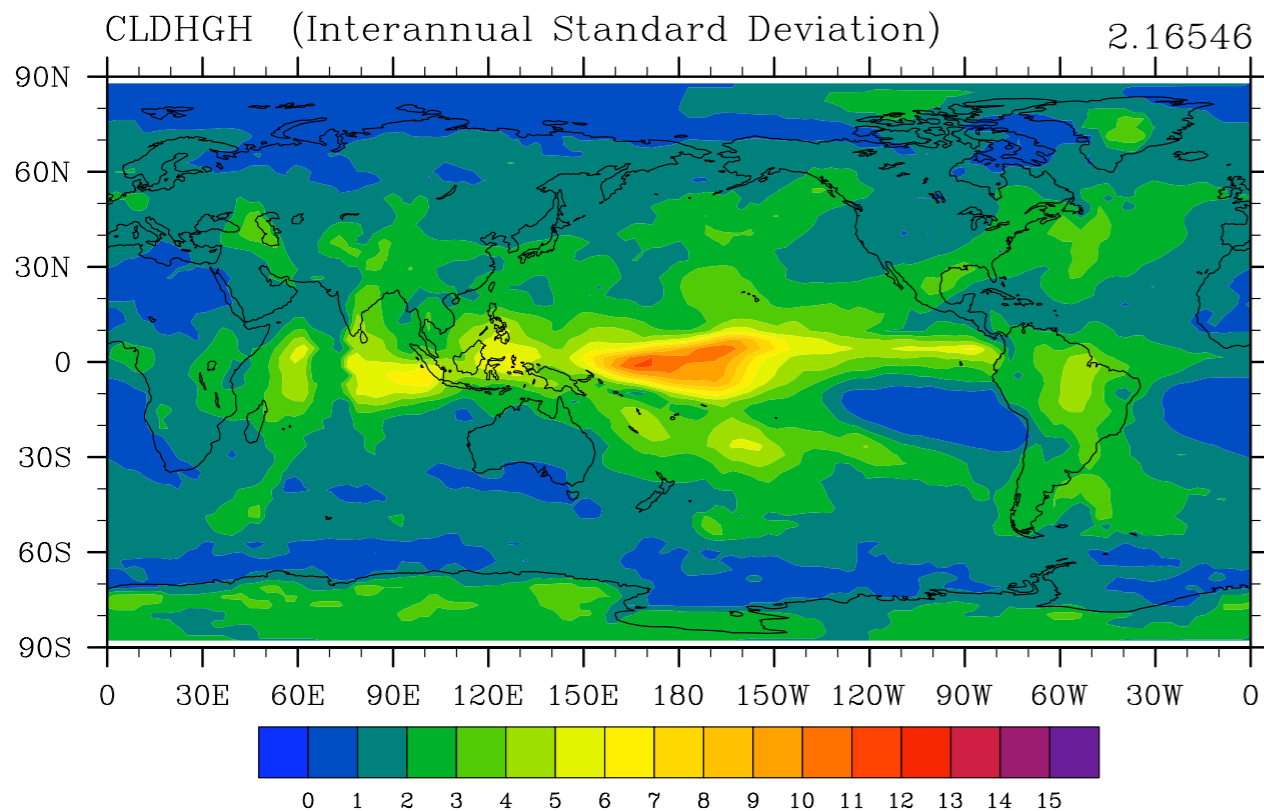 CLDHGH (Interannual Standard Deviation) 2.16546
90N
60N
30N
0
30S
60S
90S
0 30E 60E 90E 120E 150E 180 150W 120W 90W 60W 30W 0
0 1 2 3 4 5 6 7 8 9 10 11 12 13 14 15